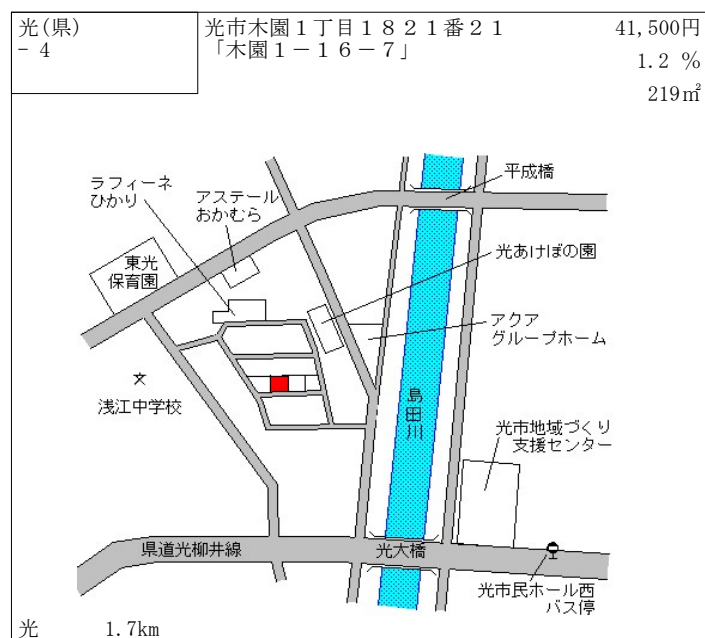 光(県)
- 4
光市木園１丁目１８２１番２１
「木園１－１６－７」
41,500円
1.2 %
219㎡
平成橋
ラフィーネ
ひかり
アステール
おかむら
光あけぼの園
東光
保育園
アクア
グループホーム
浅江中学校
島田川
光市地域づくり
支援センター
県道光柳井線
光大橋
光市民ホール西
バス停
光 1.7km